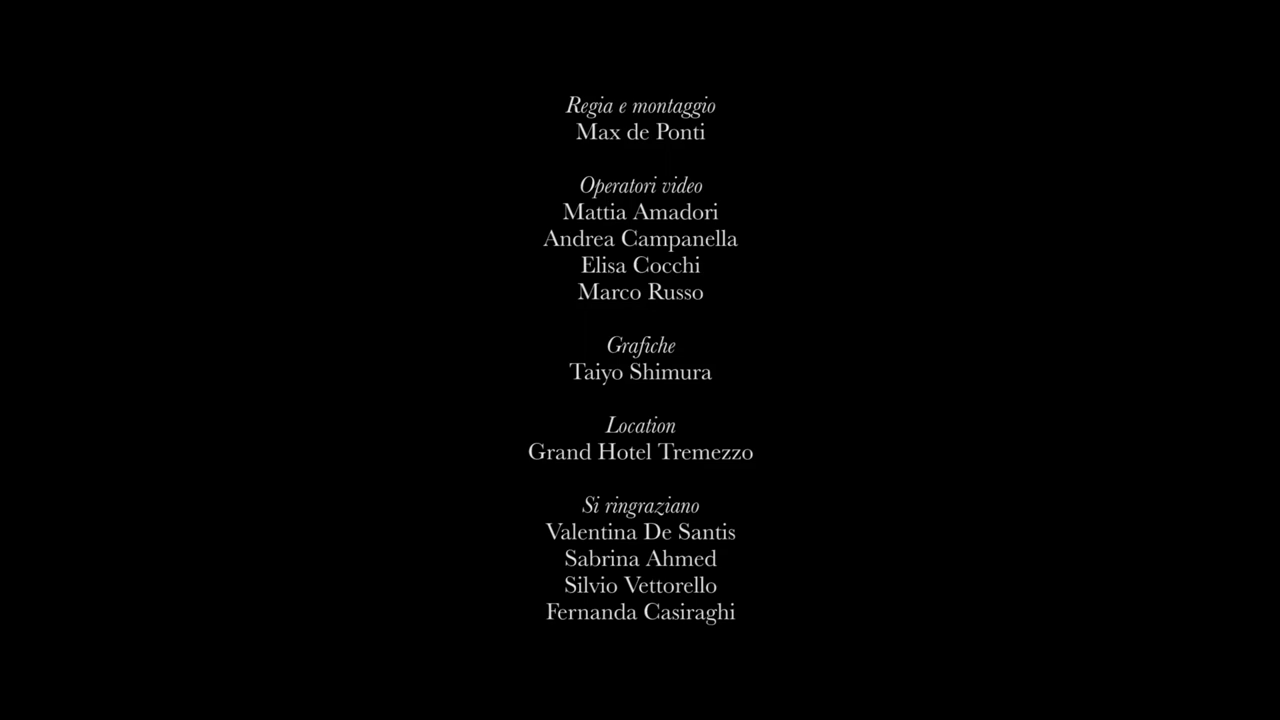 Regia e montaggio
Max de Ponti
Operatori video
Mattia Amadori
Andrea Campanella
Elisa Cocchi
Marco Russo
Grafiche
Taiyo Shimura
Location
Grand Hotel Tremezzo
Si ringraziano
Valentina De Santis
Sabrina Ahmed
Silvio Vettorello
Fernanda Casiraghi